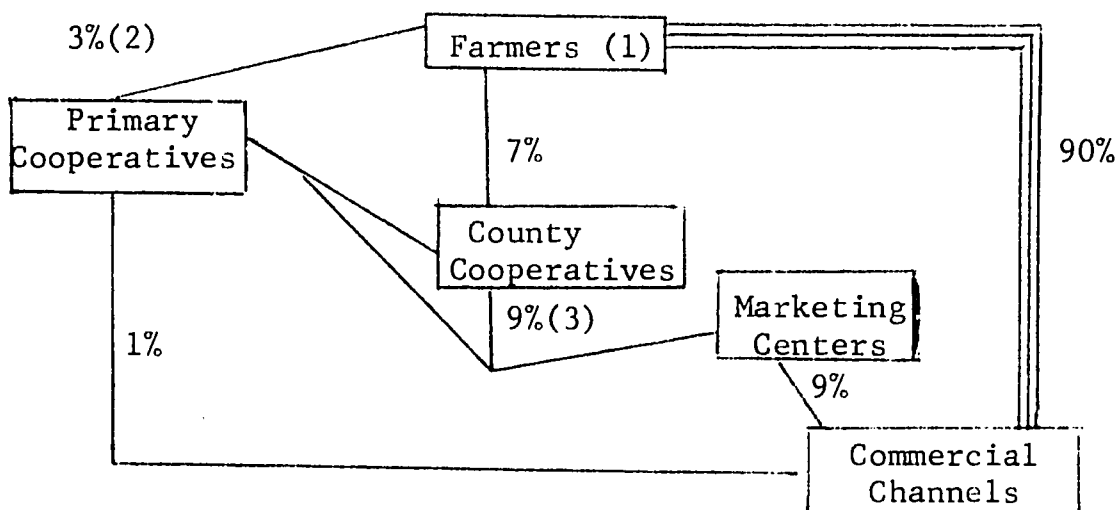 3%(2)
Farmers (1)
Primary
Cooperatives
7%
90%
County
Cooperatives
9%(3)
Marketing
Centers
1%
9%
Commercial
Channels